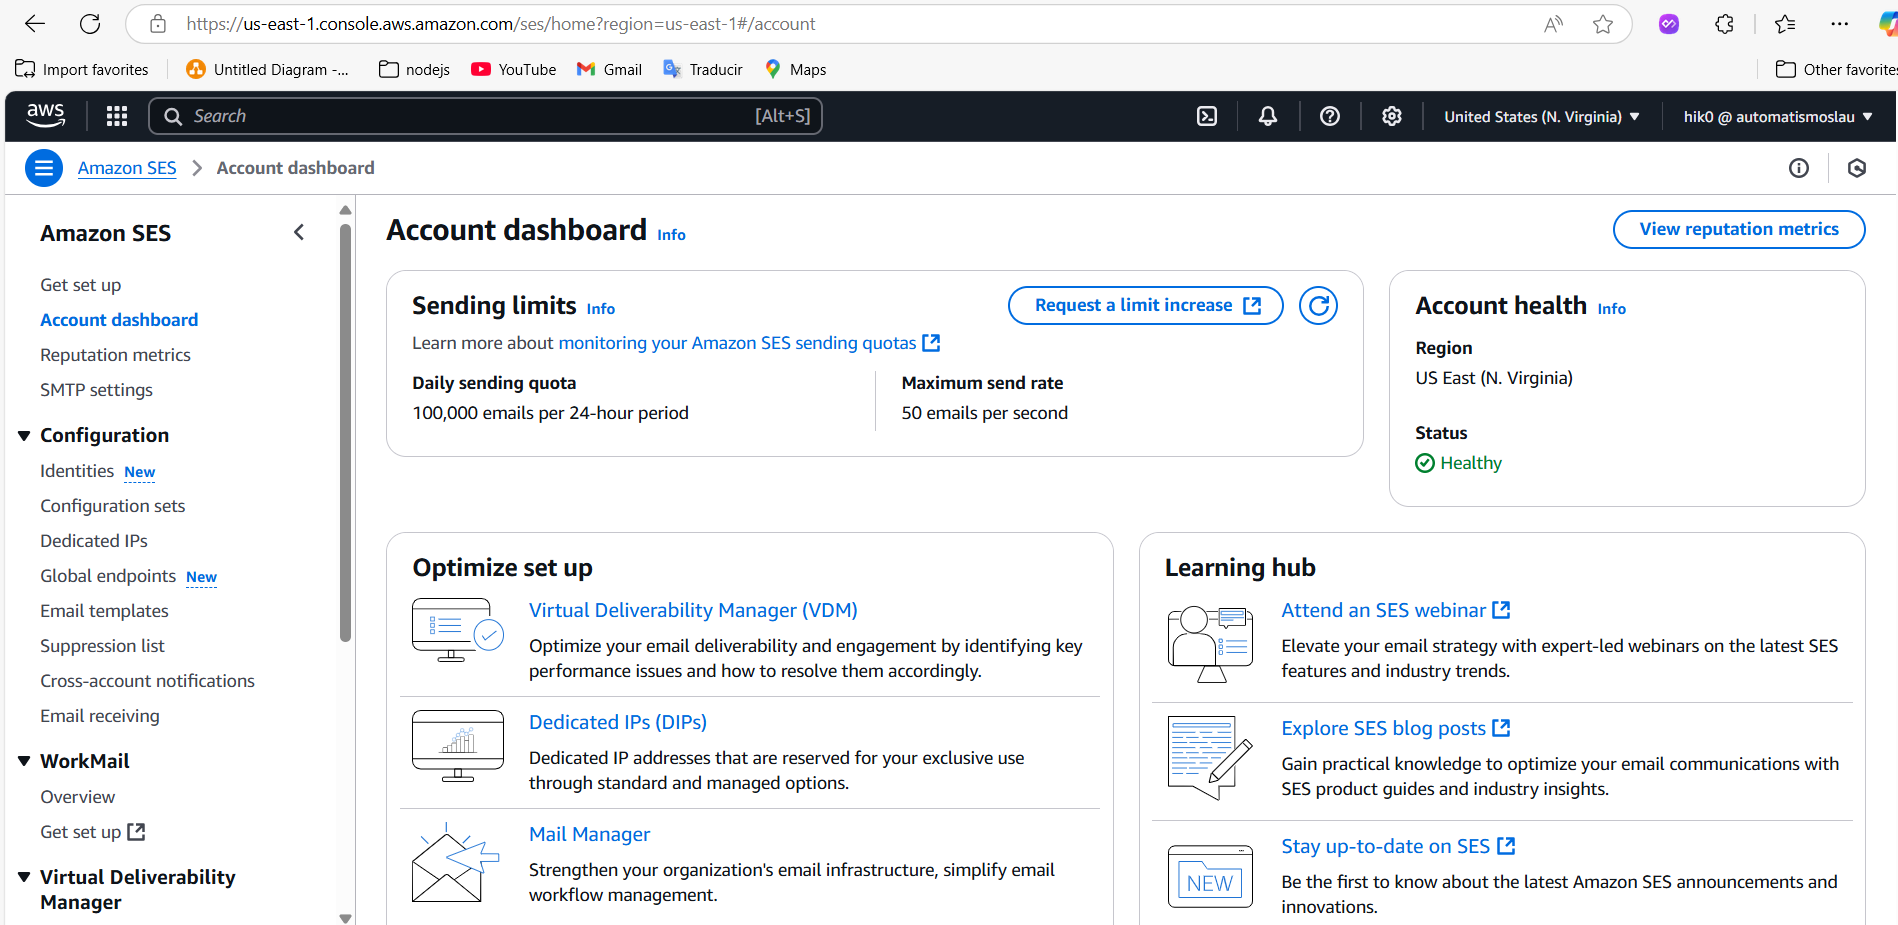 https://us-east-1.console.aws.amazon.com/ses/home?region=us-east-1#/account
Import favorites
Untitled Diagram -...
nodejs
YouTube
Gmail
Traducir
Maps
Other favorites
aws
Search
[Alt+S]
United States (N. Virginia)
hik0 @ automatismoslau
Amazon SES
Account dashboard
Amazon SES
Get set up
Account dashboard
Reputation metrics
SMTP settings
Configuration
Identities New
Configuration sets
Dedicated IPs
Global endpoints New
Email templates
Suppression list
Cross-account notifications
Email receiving
WorkMail
Overview
Get set up
Virtual Deliverability
Manager
Account dashboard Info
View reputation metrics
Sending limits Info
Request a limit increase
Learn more about monitoring your Amazon SES sending quotas
Daily sending quota
100,000 emails per 24-hour period
Maximum send rate
50 emails per second
Account health Info
Region
US East (N. Virginia)
Status
Healthy
Optimize set up
Virtual Deliverability Manager (VDM)
Optimize your email deliverability and engagement by identifying key
performance issues and how to resolve them accordingly.
Dedicated IPs (DIPs)
Dedicated IP addresses that are reserved for your exclusive use
through standard and managed options.
Mail Manager
Strengthen your organization's email infrastructure, simplify email
workflow management.
Learning hub
Attend an SES webinar
Elevate your email strategy with expert-led webinars on the latest SES
features and industry trends.
Explore SES blog posts
Gain practical knowledge to optimize your email communications with
SES product guides and industry insights.
NEW
Stay up-to-date on SES
Be the first to know about the latest Amazon SES announcements and
innovations.